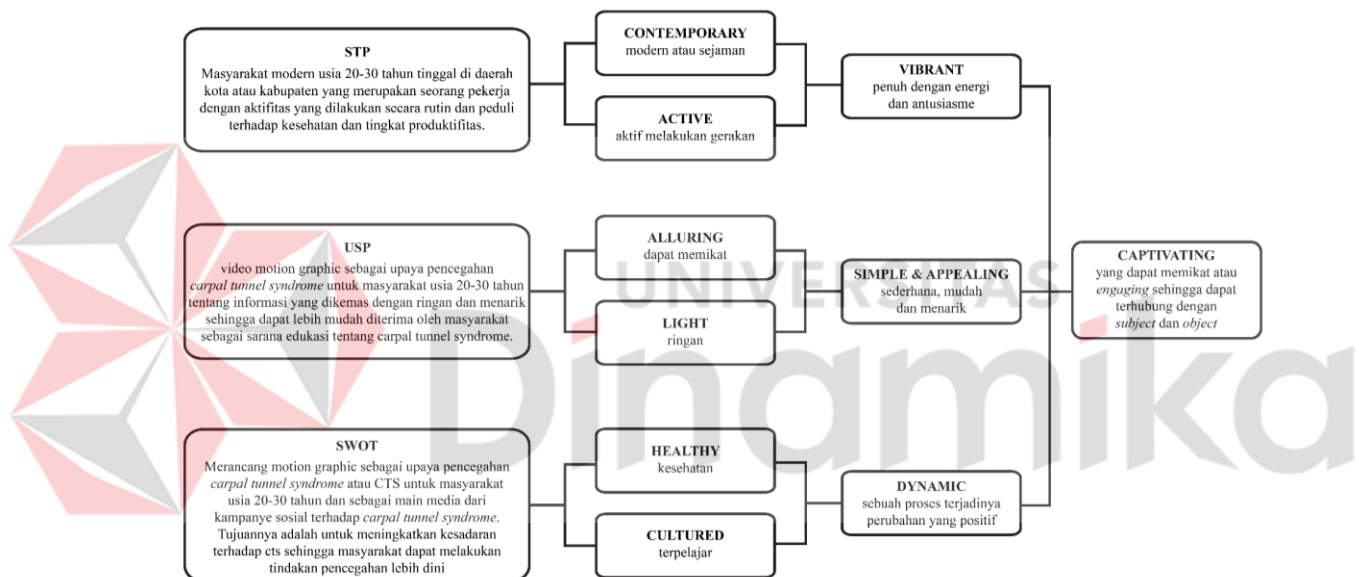 STP
Masyarakat modern usia 20-30 tahun tinggal di daerah
kota atau kabupaten yang merupakan seorang pekerja
dengan aktifitas yang dilakukan secara rutin dan peduli
terhadap kesehatan dan tingkat produktifitas.
CONTEMPORARY
modern atau sejaman
ACTIVE
aktif melakukan gerakan
VIBRANT
penuh dengan energi
dan antusiasme
USP
video motion graphic sebagai upaya pencegahan
carpal tunnel syndrome untuk masyarakat usia 20-30 tahun
tentang informasi yang dikemas dengan ringan dan menarik
sehingga dapat lebih mudah diterima oleh masyarakat
sebagai sarana edukasi tentang carpal tunnel syndrome.
ALLURING
dapat memikat
LIGHT
ringan
SIMPLE & APPEALING
sederhana, mudah
dan menarik
CAPTIVATING
yang dapat memikat atau
engaging sehingga dapat
terhubung dengan
subject dan object
SWOT
Merancang motion graphic sebagai upaya pencegahan
carpal tunnel syndrome atau CTS untuk masyarakat
usia 20-30 tahun dan sebagai main media dari
kampanye sosial terhadap carpal tunnel syndrome.
Tujuannya adalah untuk meningkatkan kesadaran
terhadap cts sehingga masyarakat dapat melakukan
tindakan pencegahan lebih dini
HEALTHY
kesehatan
CULTURED
terpelajar
DYNAMIC
sebuah proses terjadinya
perubahan yang positif
UNIVERSITAS
Dinamika